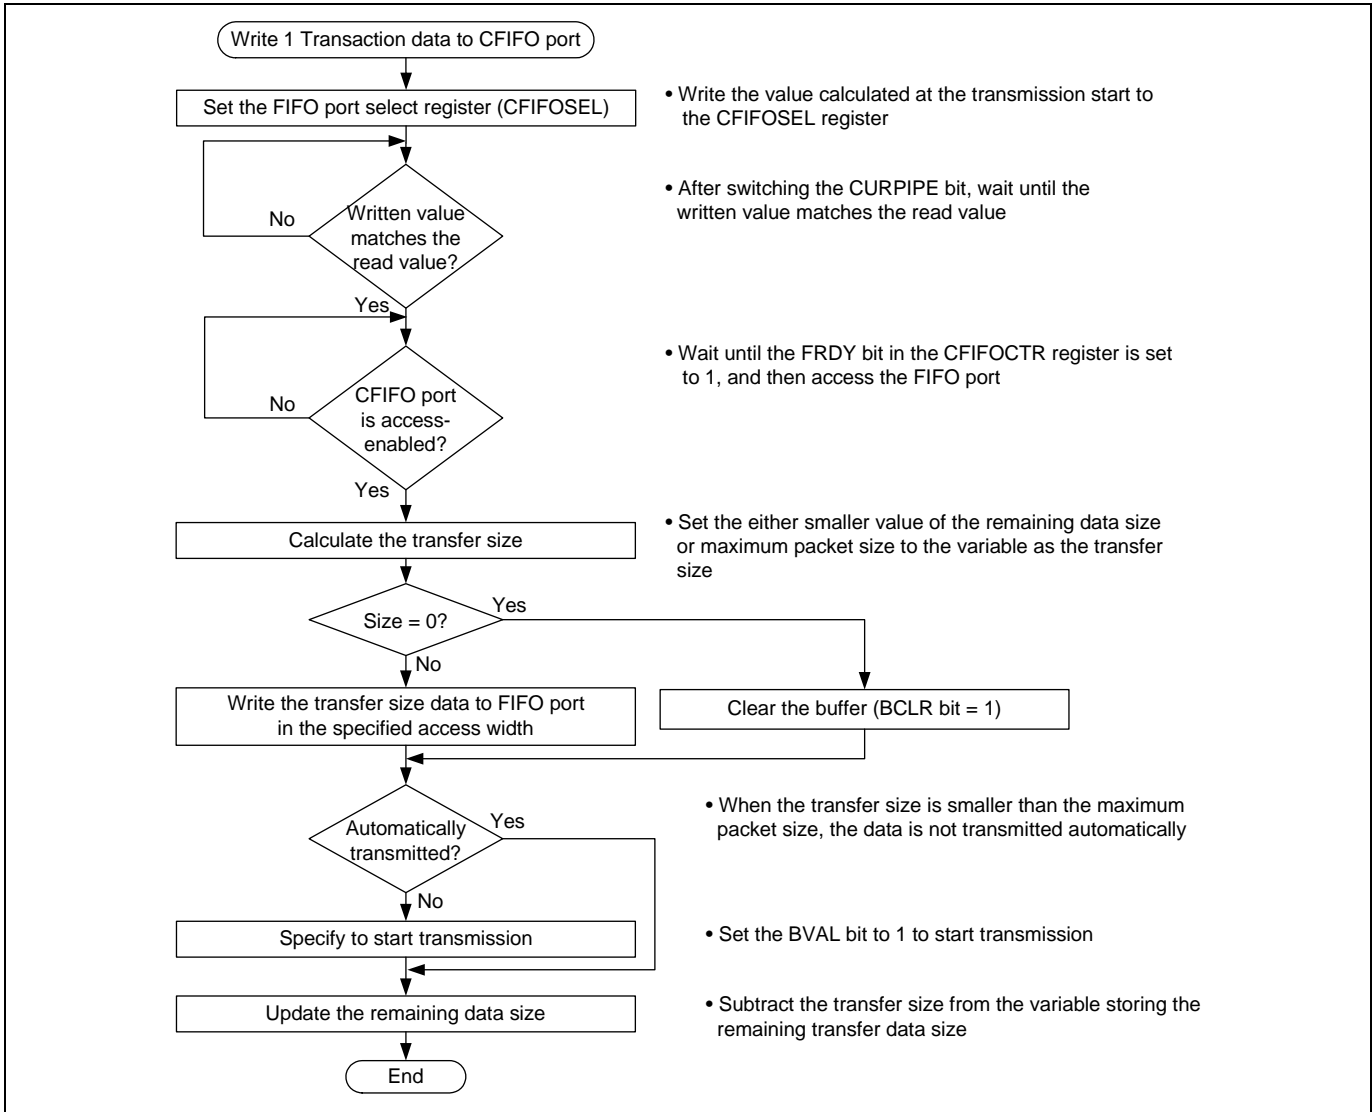 Write 1 Transaction data to CFIFO port
Set the FIFO port select register (CFIFOSEL)
• Write the value calculated at the transmission start to
the CFIFOSEL register
No
Written value
matches the
read value?
• After switching the CURPIPE bit, wait until the
written value matches the read value
Yes
No
CFIFO port
is access-
enabled?
• Wait until the FRDY bit in the CFIFOCTR register is set
to 1, and then access the FIFO port
Yes
Calculate the transfer size
• Set the either smaller value of the remaining data size
or maximum packet size to the variable as the transfer
size
Size = 0?
Yes
No
Write the transfer size data to FIFO port
in the specified access width
Clear the buffer (BCLR bit = 1)
Automatically
transmitted?
Yes
• When the transfer size is smaller than the maximum
packet size, the data is not transmitted automatically
No
Specify to start transmission
• Set the BVAL bit to 1 to start transmission
Update the remaining data size
• Subtract the transfer size from the variable storing the
remaining transfer data size
End